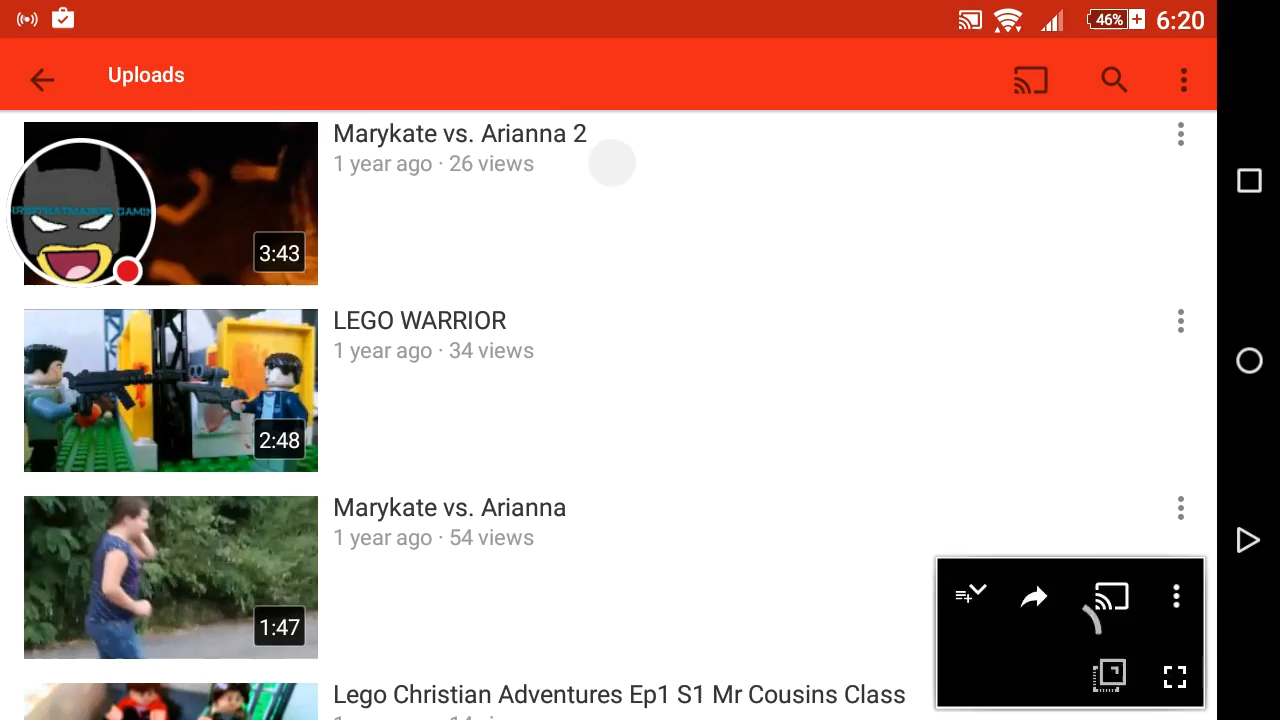 46%
6:20
Uploads
Marykate vs. Arianna 2
1 year ago · 26 views
3:43
LEGO WARRIOR
1 year ago · 34 views
2:48
Marykate vs. Arianna
1 year ago · 54 views
1:47
Lego Christian Adventures Ep1 S1 Mr Cousins Class